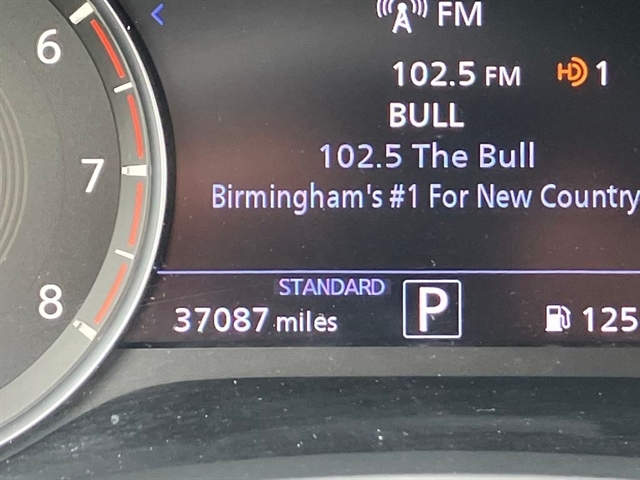 6
7
8
FM
102.5 FM HD 1
BULL
102.5 The Bull
Birmingham's #1 For New Country
STANDARD
37087 miles P 125